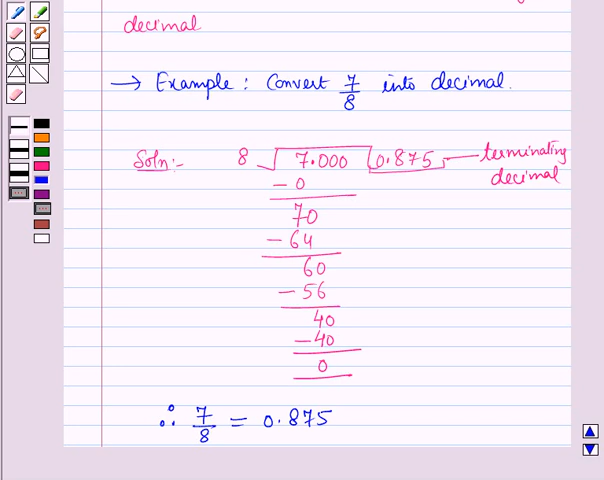 decimal
→ Example : Convert 7/8 into decimal.
Soln:- 8 √7.000 0.875 — terminating decimal
- 0
70
- 64
60
- 56
40
- 40
0
∴ 7/8 = 0.875